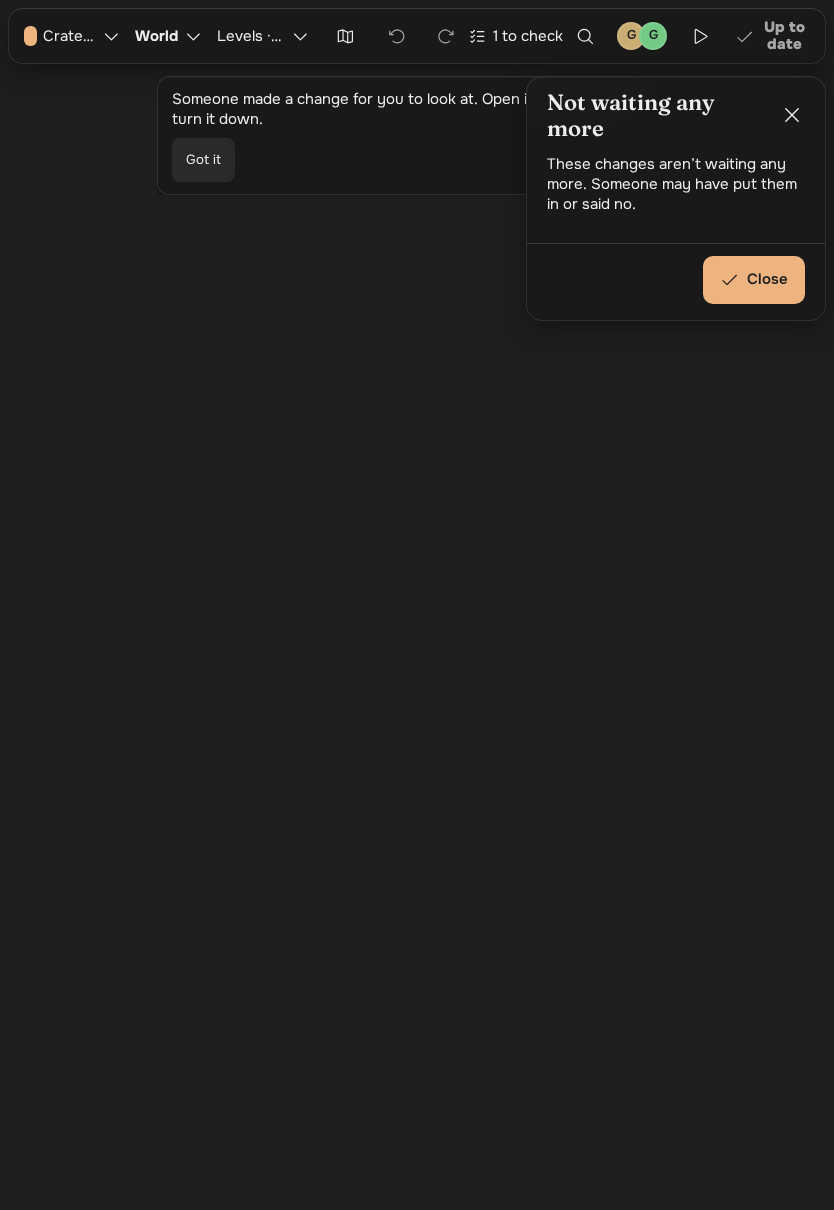 Crate...
World
Levels ·...
1 to check
G
G
Up to
date
Someone made a change for you to look at. Open
turn it down.
Got it
Not waiting any
more
These changes aren’t waiting any
more. Someone may have put them
in or said no.
Close